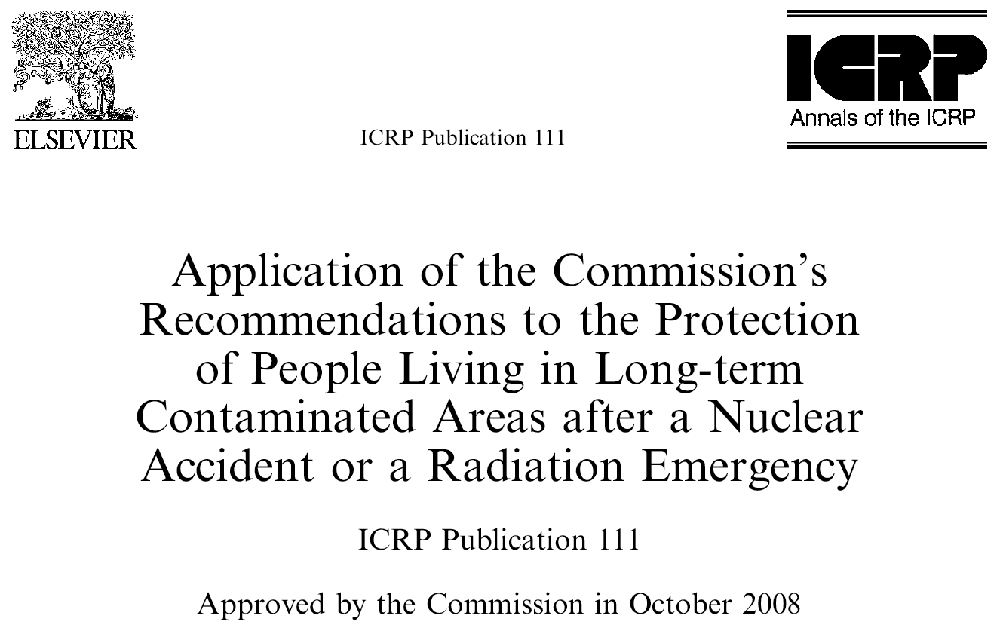 ELSEVIER
ICRP Publication 111
ICRP
Annals of the ICRP
Application of the Commission’s
Recommendations to the Protection
of People Living in Long-term
Contaminated Areas after a Nuclear
Accident or a Radiation Emergency
ICRP Publication 111
Approved by the Commission in October 2008